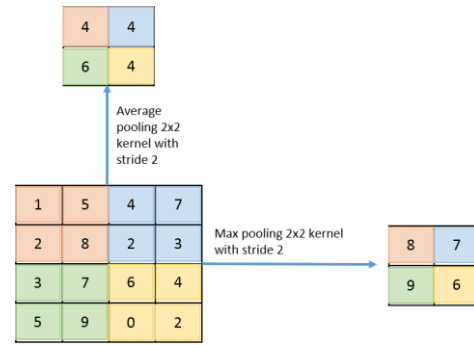 4 4
6 4
Average
pooling 2x2
kernel with
stride 2
1 5 4 7
2 8 2 3
3 7 6 4
5 9 0 2
Max pooling 2x2 kernel
with stride 2
8 7
9 6